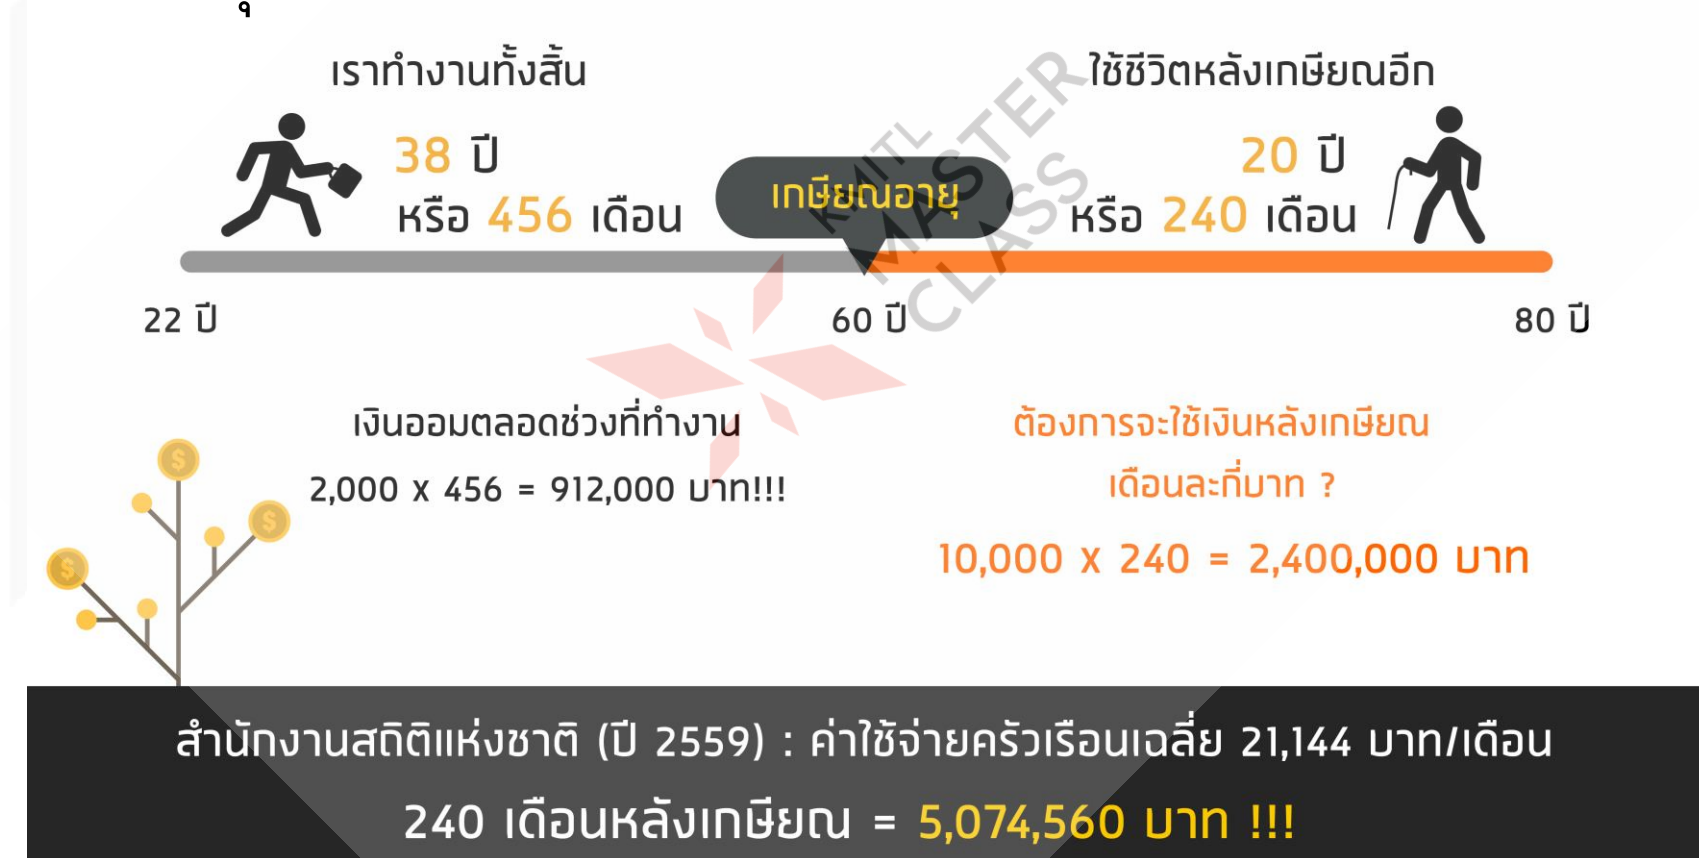 เราทำงานทั้งสิ้น
38 ปี
หรือ 456 เดือน
เกษียณอายุ
ใช้ชีวิตหลังเกษียณอีก
20 ปี
หรือ 240 เดือน
KMITL
MASTER
CLASS
22 ปี
60 ปี
80 ปี
เงินออมตลอดช่วงที่ทำงาน
2,000 x 456 = 912,000 บาท!!!
ต้องการจะใช้เงินหลังเกษียณ
เดือนละกี่บาท ?
10,000 x 240 = 2,400,000 บาท
$
$
$
สำนักงานสถิติแห่งชาติ (ปี 2559) : ค่าใช้จ่ายครัวเรือนเฉลี่ย 21,144 บาท/เดือน
240 เดือนหลังเกษียณ = 5,074,560 บาท !!!